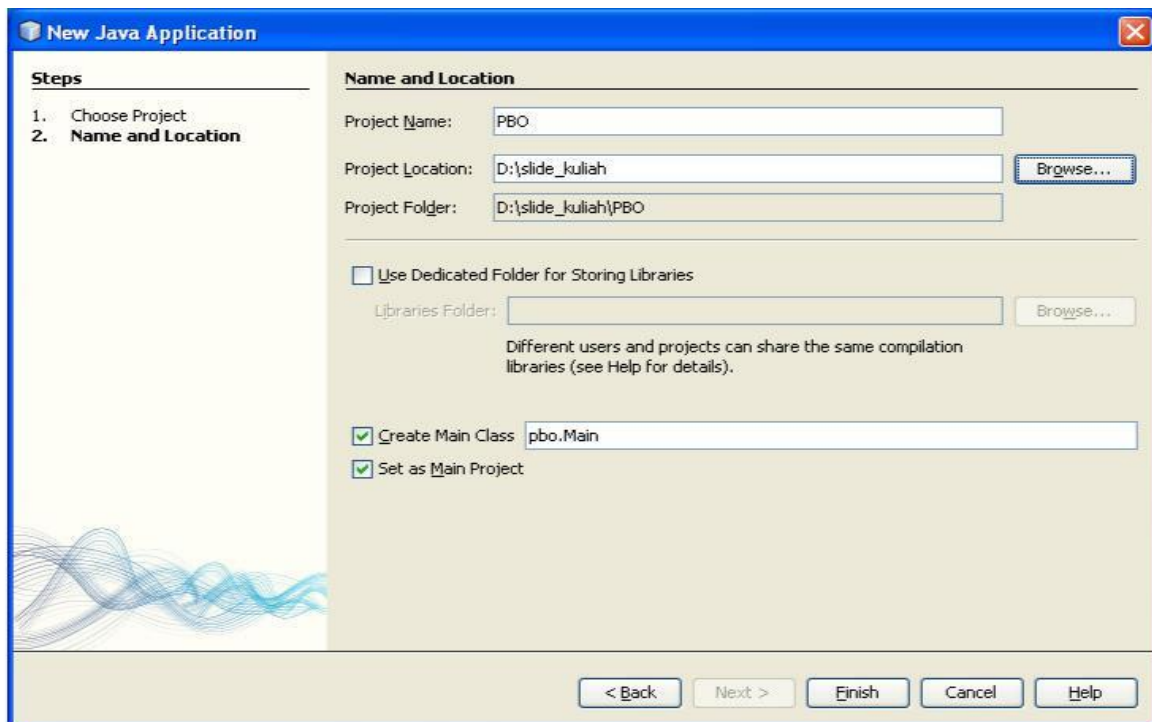 New Java Application
Steps
1. Choose Project
2. Name and Location
Name and Location
Project Name: PBO
Project Location: D:\slide_kuliah Browse...
Project Folder: D:\slide_kuliah\PBO
Use Dedicated Folder for Storing Libraries
Libraries Folder: Browse...
Different users and projects can share the same compilation
libraries (see Help for details).
Create Main Class pbo.Main
Set as Main Project
< Back Next > Finish Cancel Help